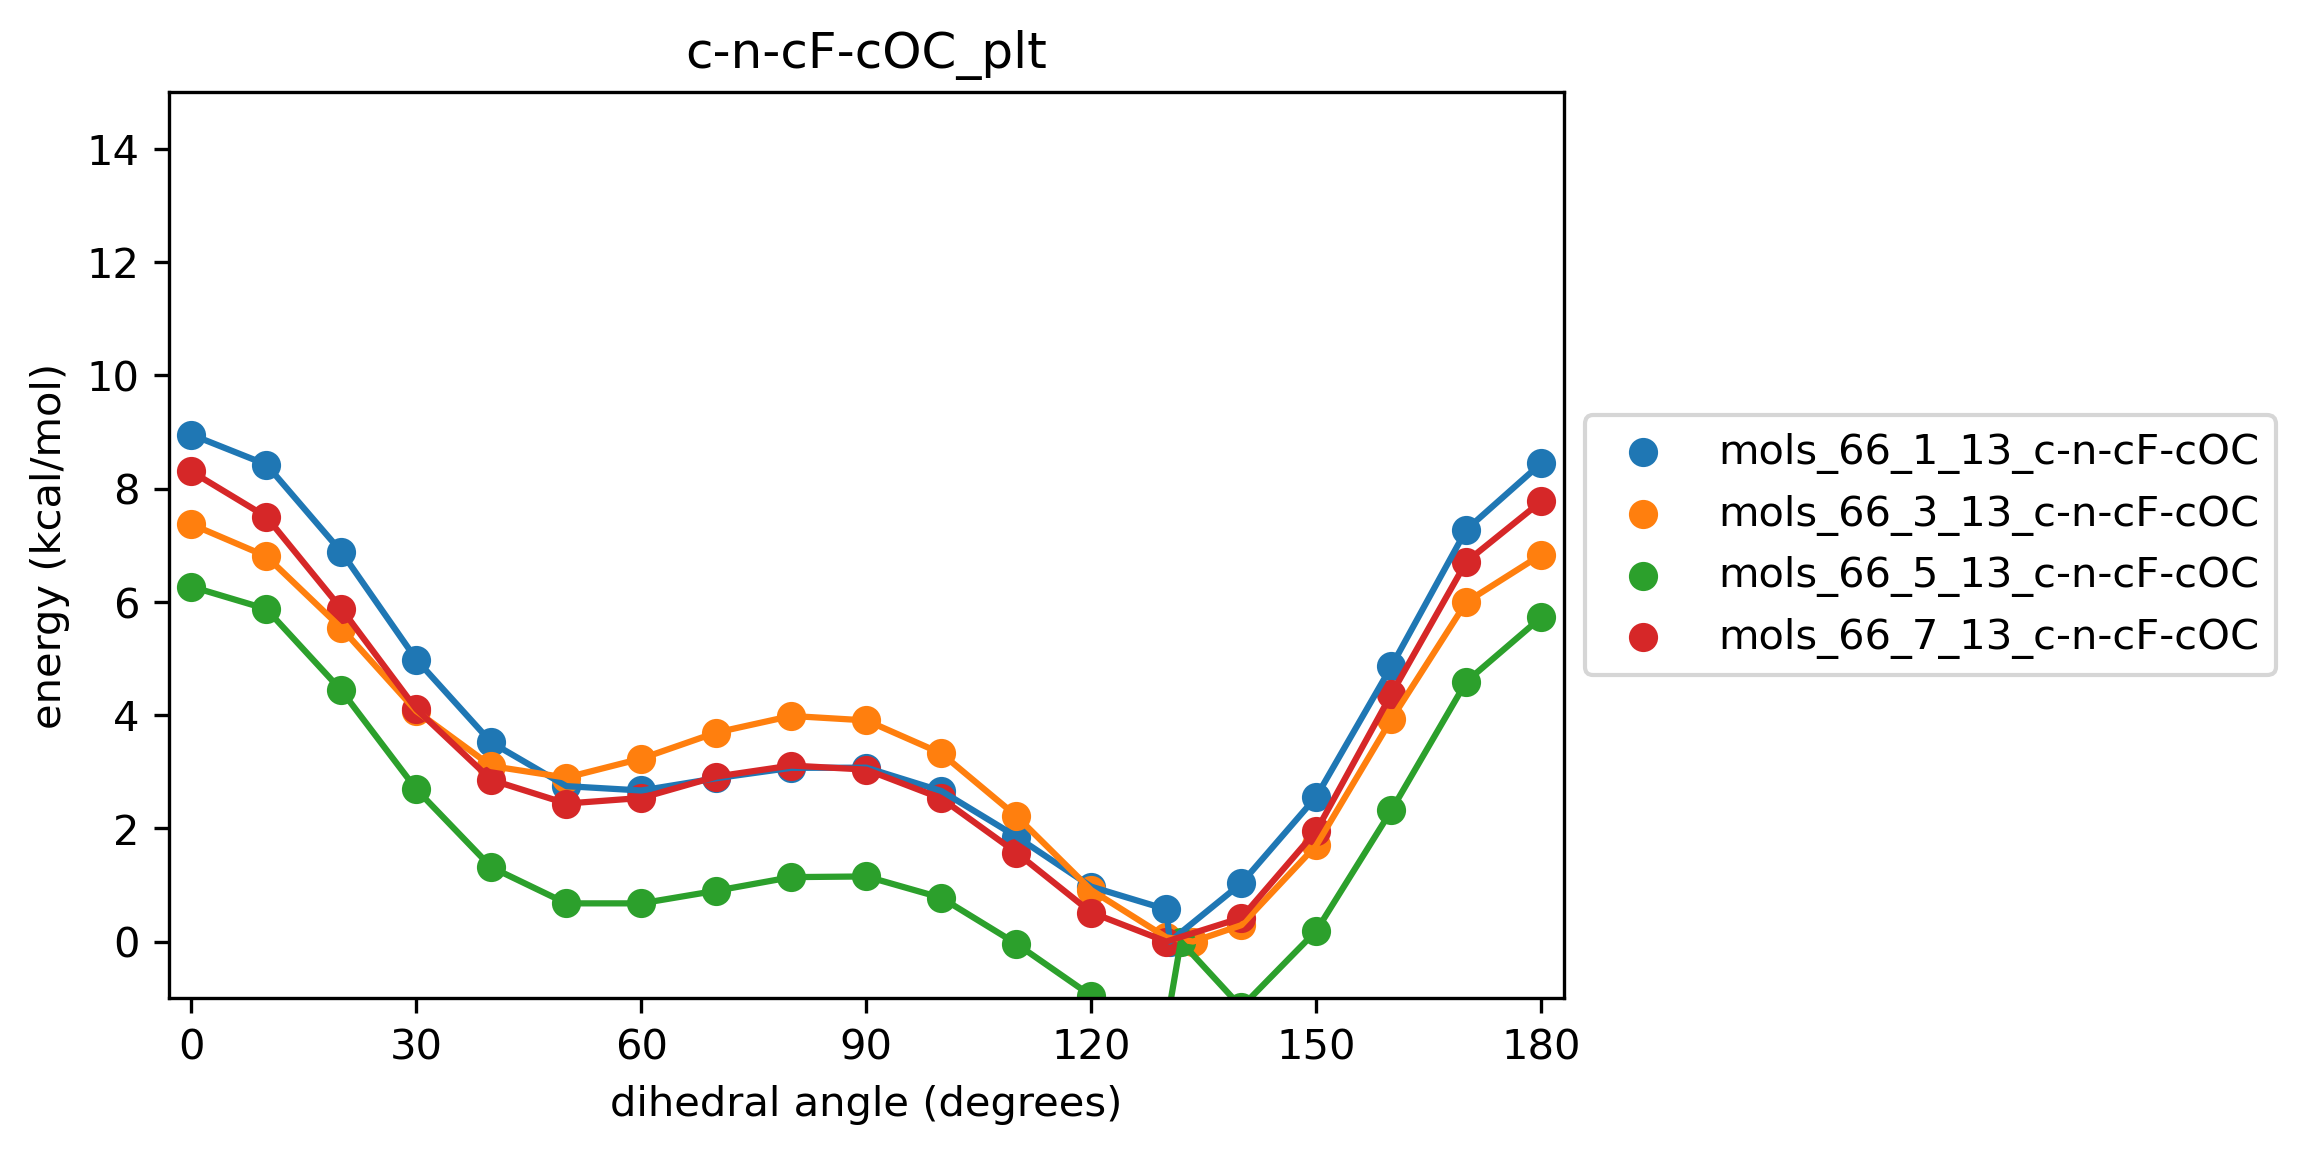 c-n-cF-cOC_plt
14
12
10
8
6
4
2
0
energy (kcal/mol)
0 30 60 90 120 150 180
dihedral angle (degrees)
mols_66_1_13_c-n-cF-cOC
mols_66_3_13_c-n-cF-cOC
mols_66_5_13_c-n-cF-cOC
mols_66_7_13_c-n-cF-cOC